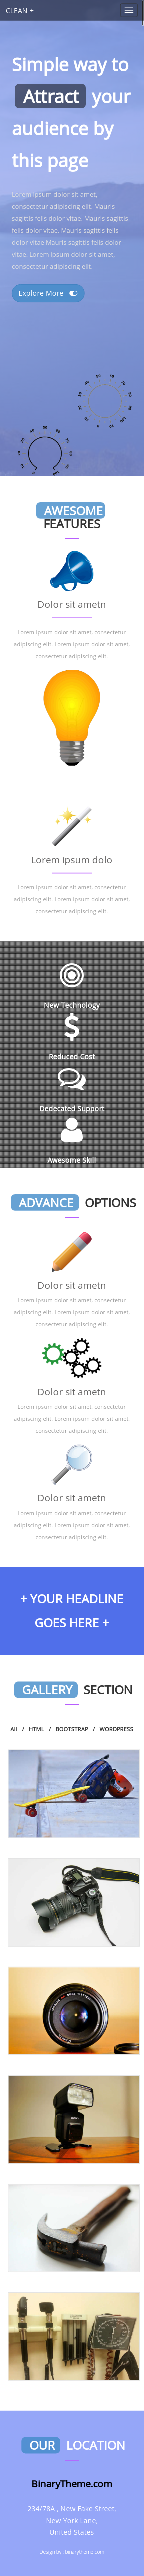 CLEAN +
Simple way to
Attract your
audience by
this page
Lorem ipsum dolor sit amet,
consectetur adipiscing elit. Mauris
sagittis felis dolor vitae. Mauris sagittis
felis dolor vitae. Mauris sagittis felis
dolor vitae Mauris sagittis felis dolor
vitae. Lorem ipsum dolor sit amet,
consectetur adipiscing elit.
Explore More
AWESOME
FEATURES
Dolor sit ametn
Lorem ipsum dolor sit amet, consectetur
adipiscing elit. Lorem ipsum dolor sit amet,
consectetur adipiscing elit.
Lorem ipsum dolo
Lorem ipsum dolor sit amet, consectetur
adipiscing elit. Lorem ipsum dolor sit amet,
consectetur adipiscing elit.
New Technology
Reduced Cost
Dedecated Support
Awesome Skill
ADVANCE OPTIONS
Dolor sit ametn
Lorem ipsum dolor sit amet, consectetur
adipiscing elit. Lorem ipsum dolor sit amet,
consectetur adipiscing elit.
Dolor sit ametn
Lorem ipsum dolor sit amet, consectetur
adipiscing elit. Lorem ipsum dolor sit amet,
consectetur adipiscing elit.
Dolor sit ametn
Lorem ipsum dolor sit amet, consectetur
adipiscing elit. Lorem ipsum dolor sit amet,
consectetur adipiscing elit.
+ YOUR HEADLINE
GOES HERE +
GALLERY SECTION
All / HTML / BOOTSTRAP / WORDPRESS
OUR LOCATION
BinaryTheme.com
234/78A , New Fake Street,
New York Lane,
United States
Design by : binarytheme.com